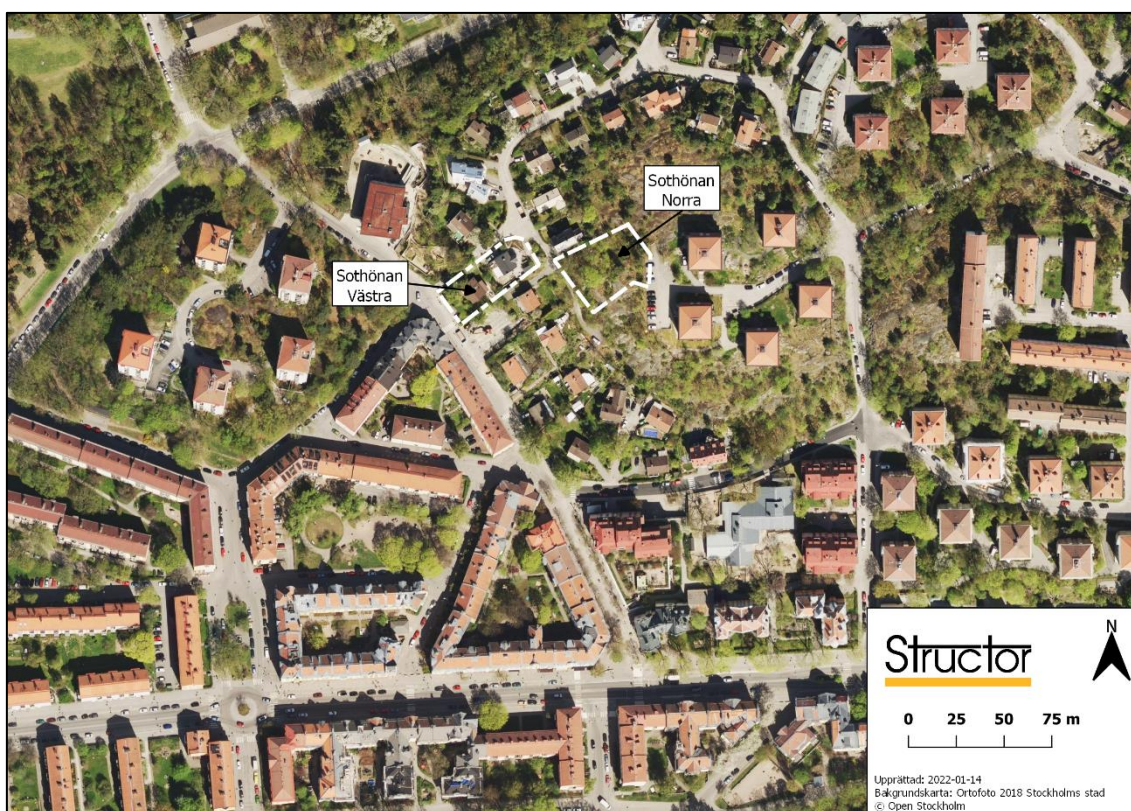 Sothönan
Norra
Sothönan
Västra
Structor
N
0 25 50 75 m
Upprättad: 2022-01-14
Bakgrundskarta: Ortofoto 2018 Stockholms stad
© Open Stockholm